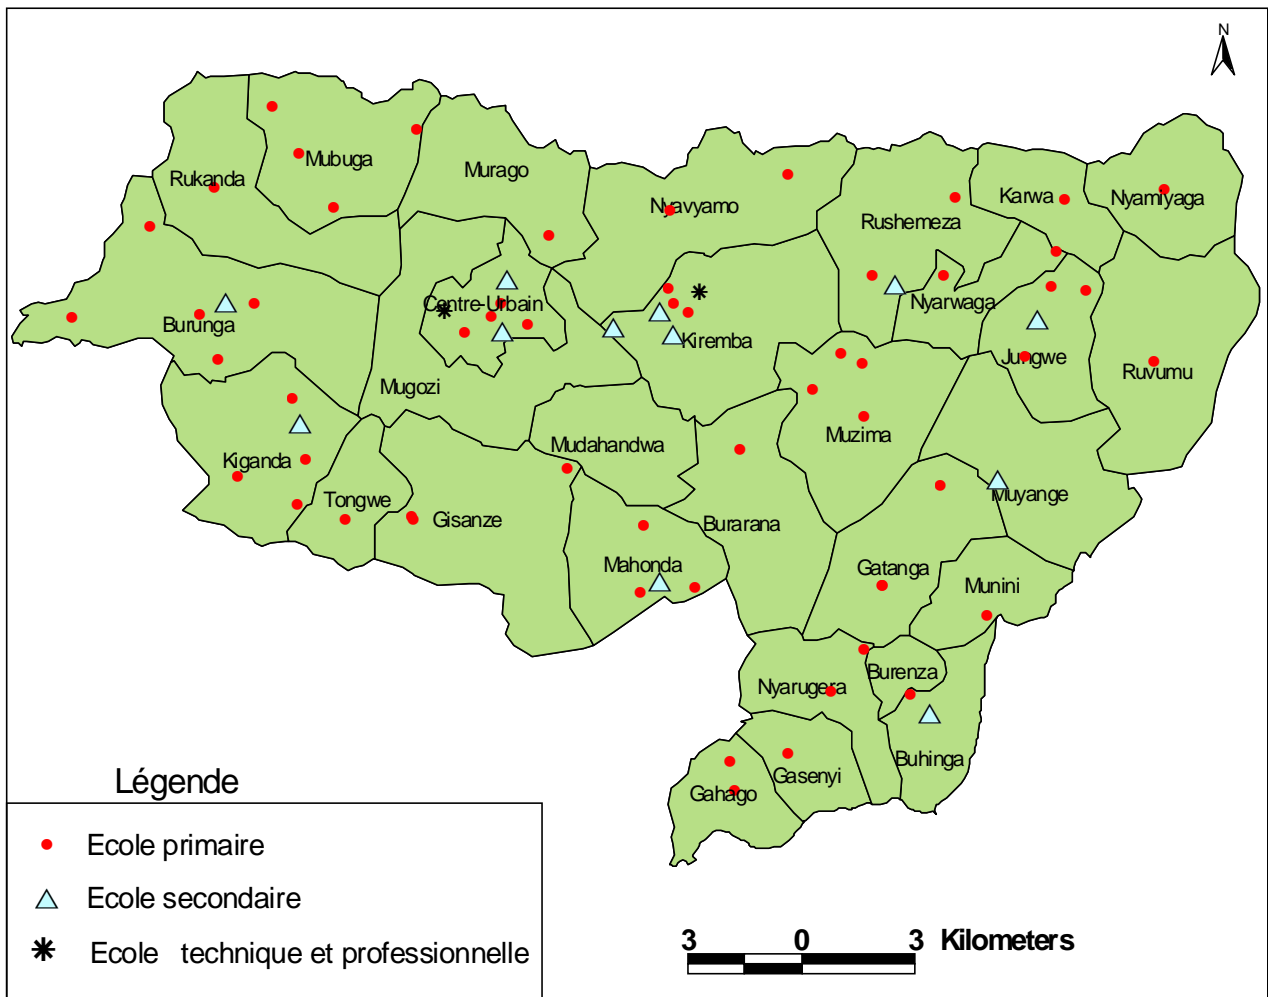 N
Mubuga
Murago
Rukanda
Nyavyamo
Karwa
Nyamiyaga
Rushemeza
Centre-Urbain
Nyarwaga
Burunga
Kiremba
Jungwe
Ruvumu
Mugozi
Muzima
Mudahandwa
Kiganda
Tongwe
Muyange
Gisanze
Burarana
Mahonda
Gatanga
Munini
Burenza
Nyarugera
Buhinga
Gasenyi
Gahago
Légende
Ecole primaire
Ecole secondaire
Ecole technique et professionnelle
3 0 3 Kilometers